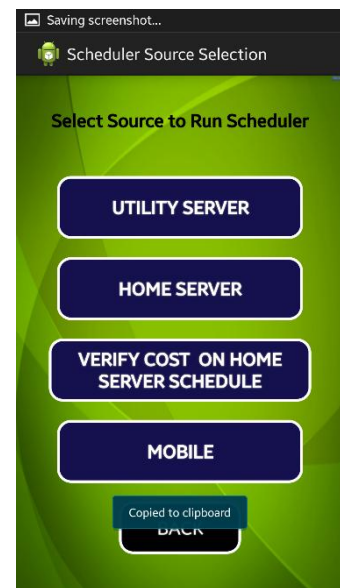 Saving screenshot...
Scheduler Source Selection
Select Source to Run Scheduler
UTILITY SERVER
HOME SERVER
VERIFY COST ON HOME
SERVER SCHEDULE
MOBILE
Copied to clipboard
BACK